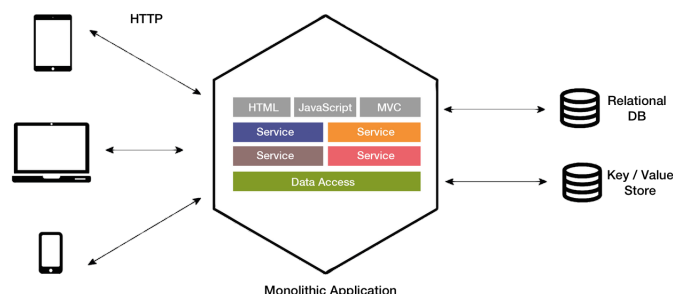 HTTP
HTML JavaScript MVC
Service Service
Service Service
Data Access
Relational
DB
Key / Value
Store
Monolithic Application